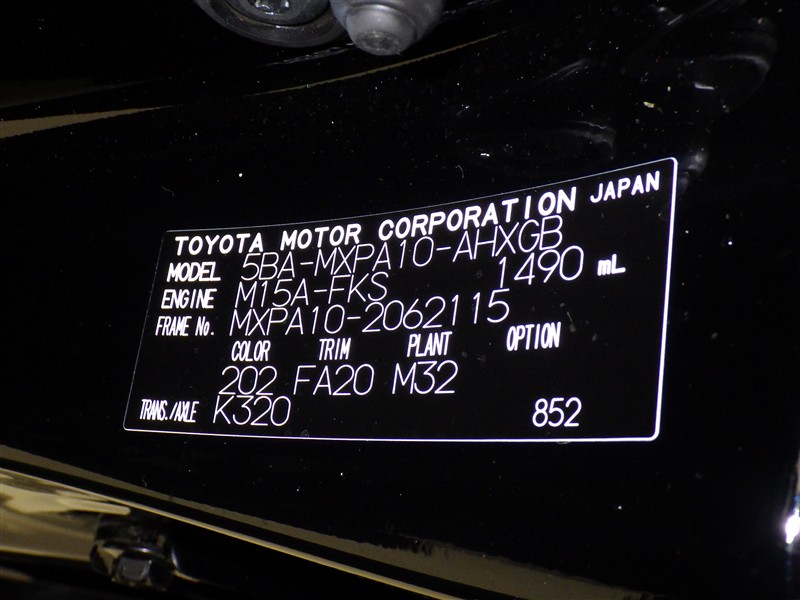 TOYOTA MOTOR CORPORATION JAPAN
MODEL 5BA-MXPA10-AHXGB
ENGINE M15A-FKS 1490 mL
FRAME No. MXPA10-2062115
COLOR TRIM PLANT OPTION
202 FA20 M32
TRANS./AXLE K320 852